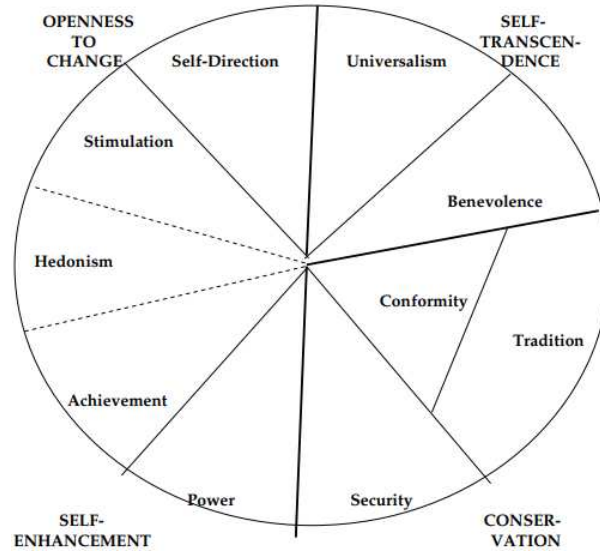 OPENNESS
TO
CHANGE
SELF-
TRANSCEN-
DENCE
Self-Direction
Universalism
Stimulation
Benevolence
Hedonism
Conformity
Tradition
Achievement
Power
Security
SELF-
ENHANCEMENT
CONSER-
VATION